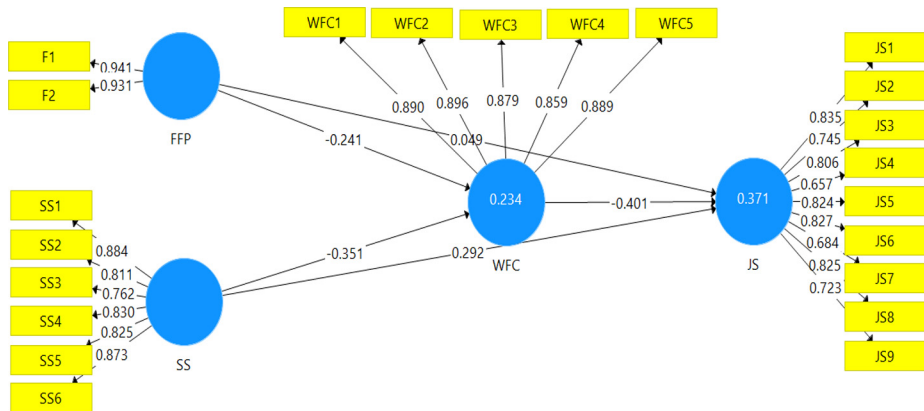 WFC1 WFC2 WFC3 WFC4 WFC5
F1
F2
0.941
0.931
FFP
0.890
0.896
0.879
0.859
0.889
-0.241
0.049
SS1
SS2
SS3
SS4
SS5
SS6
0.884
0.811
0.762
0.830
0.825
0.873
SS
-0.351
0.292
0.234
WFC
-0.401
0.371
JS
0.835
0.745
0.806
0.657
0.824
0.827
0.684
0.825
0.723
JS1
JS2
JS3
JS4
JS5
JS6
JS7
JS8
JS9